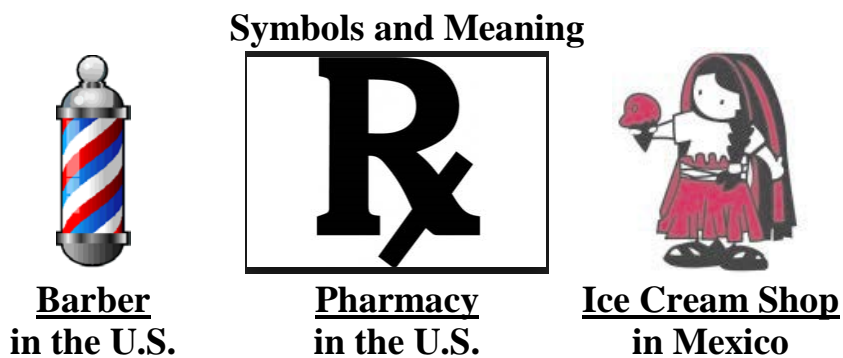 Symbols and Meaning
Rx
Barber
in the U.S.
Pharmacy
in the U.S.
Ice Cream Shop
in Mexico